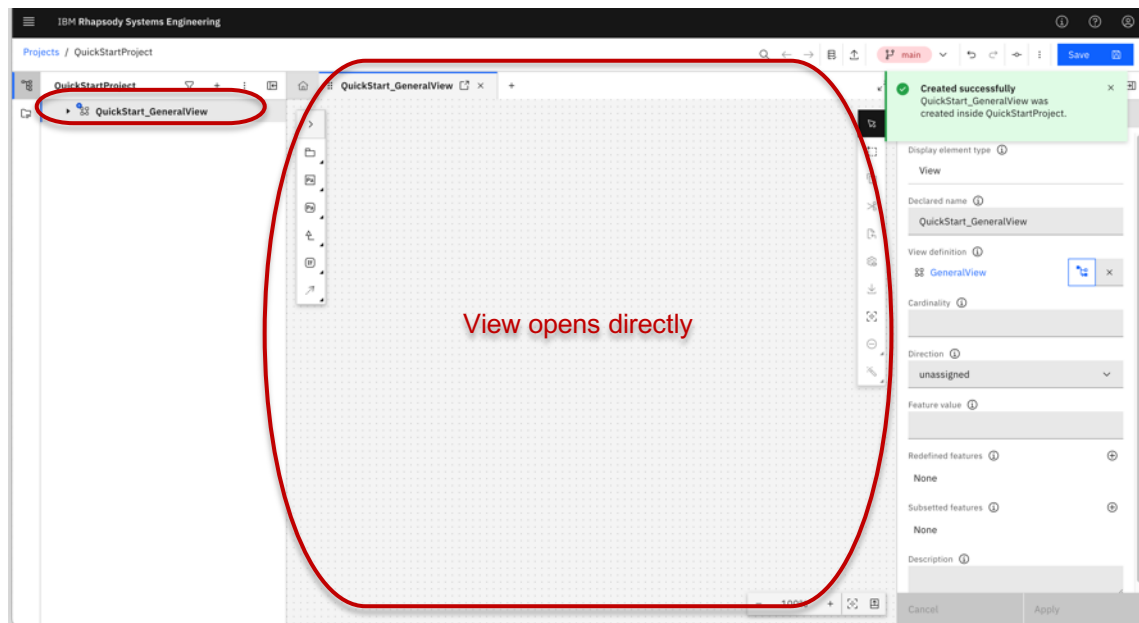 IBM Rhapsody Systems Engineering
Projects / QuickStartProject
main
Save
QuickStartProject
QuickStart_GeneralView
QuickStart_GeneralView
Created successfully
QuickStart_GeneralView was
created inside QuickStartProject.
Display element type
View
Declared name
QuickStart_GeneralView
View definition
GeneralView
Cardinality
View opens directly
Direction
unassigned
Feature value
Redefined features
None
Subsetted features
None
Description
100%
Cancel
Apply